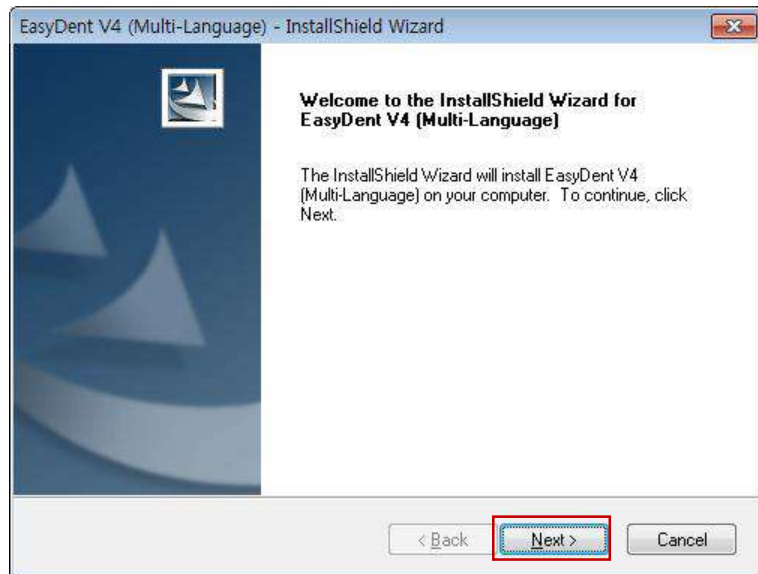 EasyDent V4 (Multi-Language) - InstallShield Wizard
Welcome to the InstallShield Wizard for
EasyDent V4 (Multi-Language)
The InstallShield Wizard will install EasyDent V4
(Multi-Language) on your computer. To continue, click
Next.
< Back
Next >
Cancel